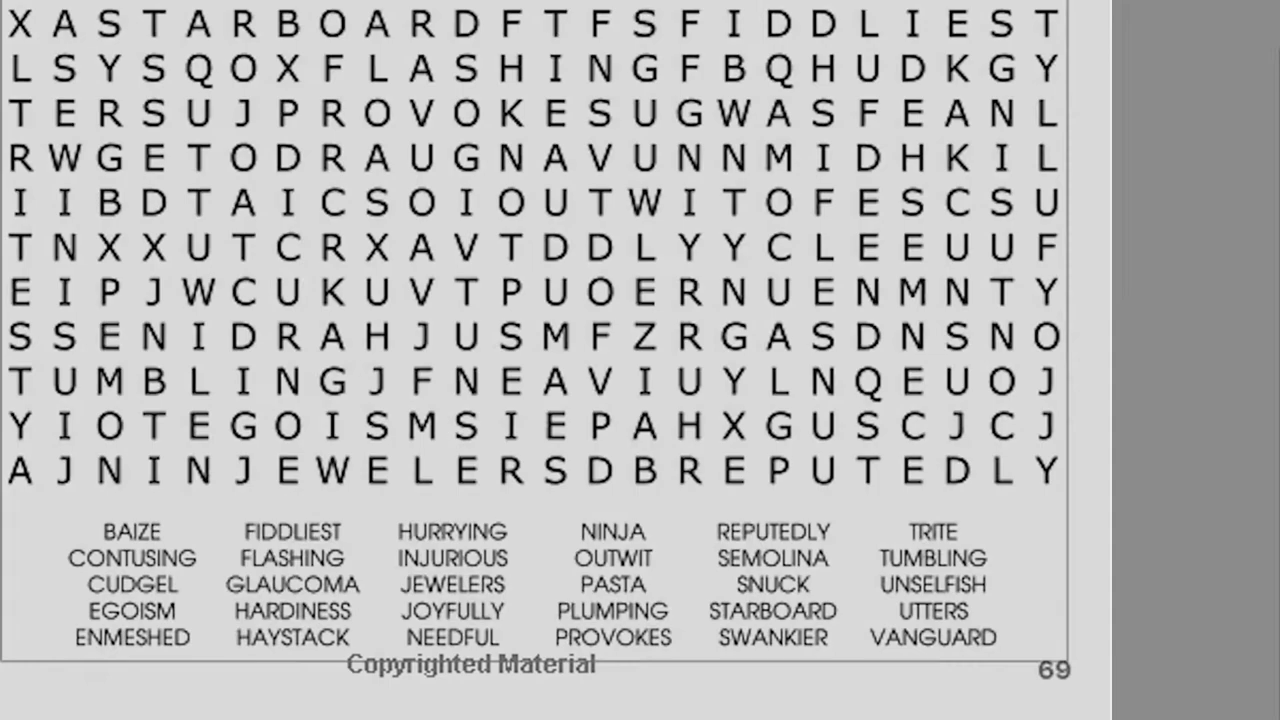 X A S T A R B O A R D F T F S F I D D L I E S T
L S Y S Q O X F L A S H I N G F B Q H U D K G Y
T E R S U J P R O V O K E S U G W A S F E A N L
R W G E T O D R A U G N A V U N N M I D H K I L
I I B D T A I C S O I O U T W I T O F E S C S U
T N X X U T C R X A V T D D L Y Y C L E E U U F
E I P J W C U K U V T P U O E R N U E N M N T Y
S S E N I D R A H J U S M F Z R G A S D N S N O
T U M B L I N G J F N E A V I U Y L N Q E U O J
Y I O T E G O I S M S I E P A H X G U S C J C J
A J N I N J E W E L E R S D B R E P U T E D L Y
BAIZE FIDDLIEST HURRYING NINJA REPUTEDLY TRITE
CONTUSING FLASHING INJURIOUS OUTWIT SEMOLINA TUMBLING
CUDGEL GLAUCOMA JEWELERS PASTA SNUCK UNSELFISH
EGOISM HARDINESS JOYFULLY PLUMPING STARBOARD UTTERS
ENMESHED HAYSTACK NEEDFUL PROVOKES SWANKIER VANGUARD
Copyrighted Material
69